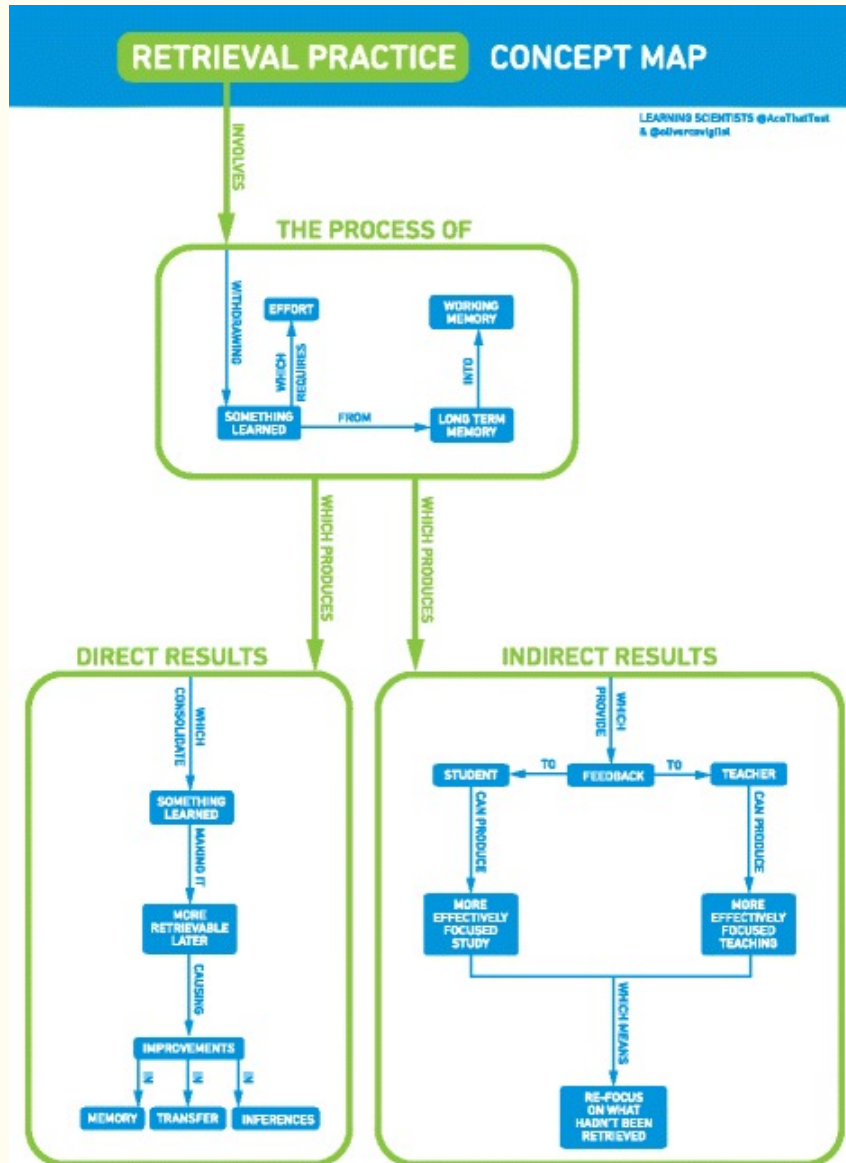 RETRIEVAL PRACTICE CONCEPT MAP
LEARNING SCIENTISTS @AceThatTest
& @olivercaviglioli
INVOLVES
THE PROCESS OF
WITHDRAWING
EFFORT
WHICH
REQUIRES
SOMETHING
LEARNED
FROM
LONG TERM
MEMORY
INTO
WORKING
MEMORY
WHICH PRODUCES
WHICH PRODUCES
DIRECT RESULTS
WHICH
CONSOLIDATE
SOMETHING
LEARNED
MAKING IT
MORE
RETRIEVABLE
LATER
CAUSING
IMPROVEMENTS
IN
IN
IN
MEMORY
TRANSFER
INFERENCES
INDIRECT RESULTS
WHICH
PROVIDE
FEEDBACK
TO
TO
STUDENT
TEACHER
CAN PRODUCE
CAN PRODUCE
MORE
EFFECTIVELY
FOCUSED
STUDY
MORE
EFFECTIVELY
FOCUSED
TEACHING
WHICH MEANS
RE-FOCUS
ON WHAT
HADN'T BEEN
RETRIEVED